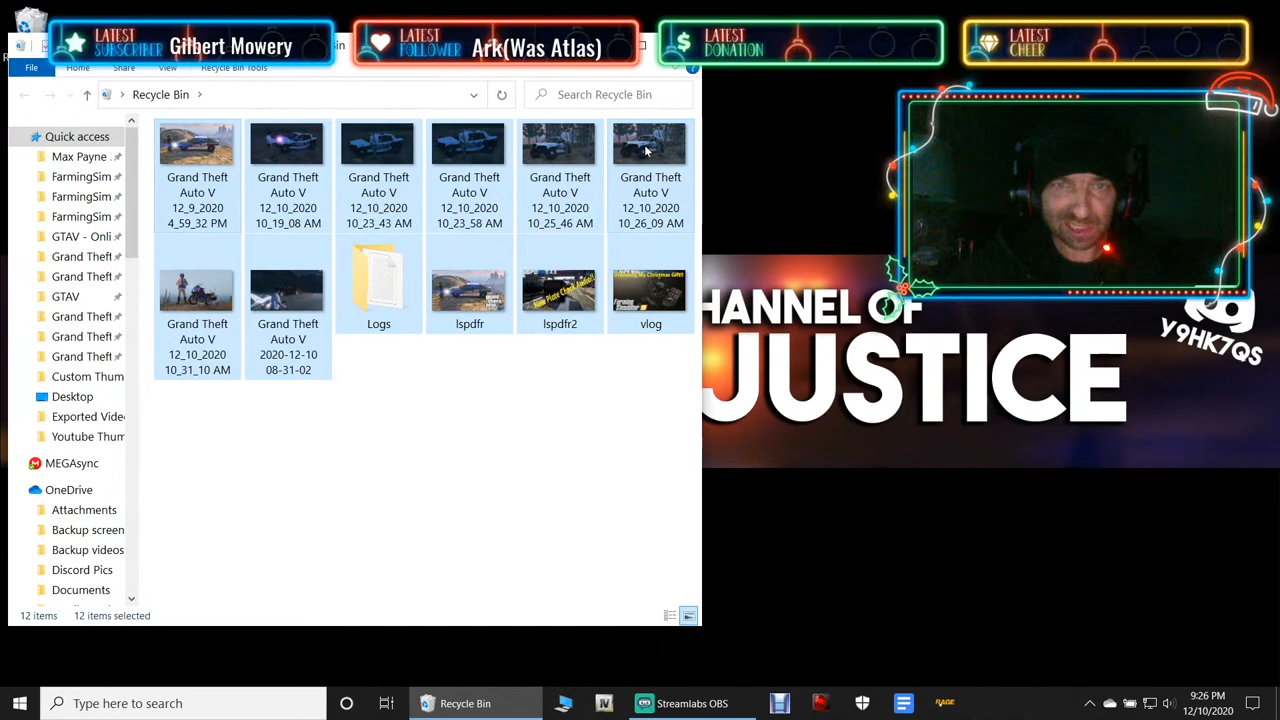 LATEST
SUBSCRIBER Gilbert Mowery
LATEST
FOLLOWER Ark(Was Atlas)
LATEST
DONATION
LATEST
CHEER
File
Home
Share
View
Recycle Bin Tools
Recycle Bin
Search Recycle Bin
Quick access
Max Payne
FarmingSim
FarmingSim
FarmingSim
GTAV - Onli
Grand Theft
Grand Theft
GTAV
Grand Theft
Grand Theft
Grand Theft
Custom Thum
Desktop
Exported Vide
Youtube Thum
MEGAsync
OneDrive
Attachments
Backup screen
Backup videos
Discord Pics
Documents
Grand Theft
Auto V
12_9_2020
4_59_32 PM
Grand Theft
Auto V
12_10_2020
10_19_08 AM
Grand Theft
Auto V
12_10_2020
10_23_43 AM
Grand Theft
Auto V
12_10_2020
10_23_58 AM
Grand Theft
Auto V
12_10_2020
10_25_46 AM
Grand Theft
Auto V
12_10_2020
10_26_09 AM
Grand Theft
Auto V
12_10_2020
10_31_10 AM
Grand Theft
Auto V
2020-12-10
08-31-02
Logs
lspdfr
New Plate Check Audio!!
lspdfr2
vlog
12 items
12 items selected
HANNEL OF
JUSTICE
Y9HK7QS
Type here to search
Recycle Bin
IV
Streamlabs OBS
RAGE
9:26 PM
12/10/2020